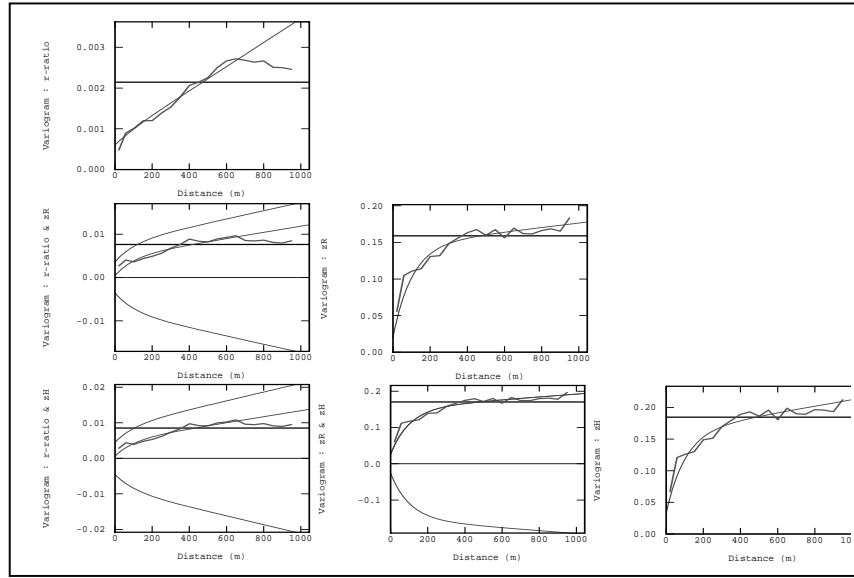 0 200 400 600 800 1000
0.003
0.002
0.001
0.000
Variogram : r-ratio
Distance (m)
0 200 400 600 800 1000
0.01
0.00
-0.01
Variogram : r-ratio & zR
0 200 400 600 800 1000
0.20
0.15
0.10
0.05
0.00
Variogram : zR
Distance (m)
Distance (m)
0 200 400 600 800 1000
0.02
0.01
0.00
-0.01
-0.02
Variogram : r-ratio & zH
Distance (m)
0 200 400 600 800 1000
0.2
0.1
0.0
-0.1
Variogram : zR & zH
Distance (m)
0 200 400 600 800 1000
0.20
0.15
0.10
0.05
0.00
Variogram : zH
Distance (m)